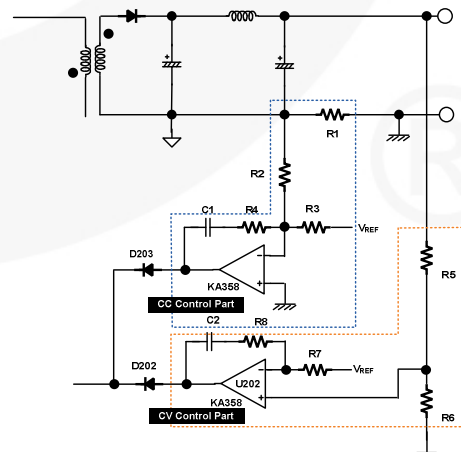 R1
R2
C1
R4
R3
VREF
D203
KA358
CC Control Part
R5
C2
R8
D202
R7
VREF
U202
KA358
CV Control Part
R6
®